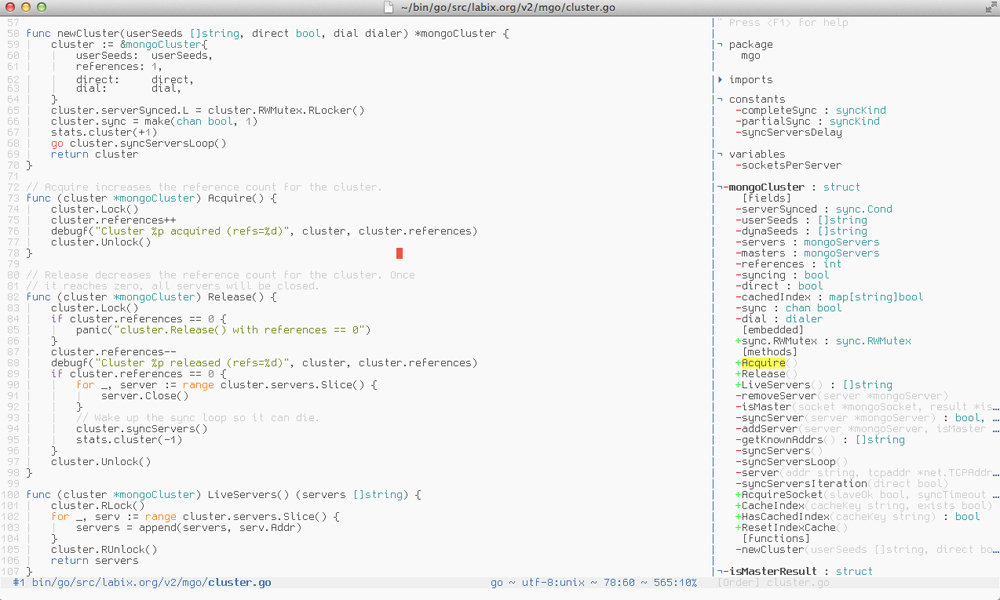 ~/bin/go/src/labix.org/v2/mgo/cluster.go
57
58 func newCluster(userSeeds []string, direct bool, dial dialer) *mongoCluster {
59 cluster := &mongoCluster{
60 userSeeds: userSeeds,
61 references: 1,
62 direct: direct,
63 dial: dial,
64 }
65 cluster.serverSynced.L = cluster.RWMutex.RLocker()
66 cluster.sync = make(chan bool, 1)
67 stats.cluster(+1)
68 go cluster.syncServersLoop()
69 return cluster
70 }
71
72 // Acquire increases the reference count for the cluster.
73 func (cluster *mongoCluster) Acquire() {
74 cluster.Lock()
75 cluster.references++
76 debugf("Cluster %p acquired (refs=%d)", cluster, cluster.references)
77 cluster.Unlock()
78 }
79
80 // Release decreases the reference count for the cluster. Once
81 // it reaches zero, all servers will be closed.
82 func (cluster *mongoCluster) Release() {
83 cluster.Lock()
84 if cluster.references == 0 {
85 panic("cluster.Release() with references == 0")
86 }
87 cluster.references--
88 debugf("Cluster %p released (refs=%d)", cluster, cluster.references)
89 if cluster.references == 0 {
90 for _, server := range cluster.servers.Slice() {
91 server.Close()
92 }
93 // Wake up the sync loop so it can die.
94 cluster.syncServers()
95 stats.cluster(-1)
96 }
97 cluster.Unlock()
98 }
99
100 func (cluster *mongoCluster) LiveServers() (servers []string) {
101 cluster.RLock()
102 for _, serv := range cluster.servers.Slice() {
103 servers = append(servers, serv.Addr)
104 }
105 cluster.RUnlock()
106 return servers
107 }
#1 bin/go/src/labix.org/v2/mgo/cluster.go go ~ utf-8:unix ~ 78:60 ~ 565:10%
" Press <F1> for help
¬ package
mgo
▸ imports
¬ constants
-completeSync : syncKind
-partialSync : syncKind
-syncServersDelay
¬ variables
-socketsPerServer
¬-mongoCluster : struct
[fields]
-serverSynced : sync.Cond
-userSeeds : []string
-dynaSeeds : []string
-servers : mongoServers
-masters : mongoServers
-references : int
-syncing : bool
-direct : bool
-cachedIndex : map[string]bool
-sync : chan bool
-dial : dialer
[embedded]
+sync.RWMutex : sync.RWMutex
[methods]
+Acquire()
+Release()
+LiveServers() : []string
-removeServer(server *mongoServer)
-isMaster(socket *mongoSocket, result *is…
-syncServer(server *mongoServer) : bool, …
-addServer(server *mongoServer, isMaster …
-getKnownAddrs() : []string
-syncServers()
-syncServersLoop()
-server(addr string, tcpaddr *net.TCPAddr…
-syncServersIteration(direct bool)
+AcquireSocket(slaveOk bool, syncTimeout …
+CacheIndex(cacheKey string, exists bool)
+HasCachedIndex(cacheKey string) : bool
+ResetIndexCache()
[functions]
-newCluster(userSeeds []string, direct bo…
¬-isMasterResult : struct
[Order] cluster.go